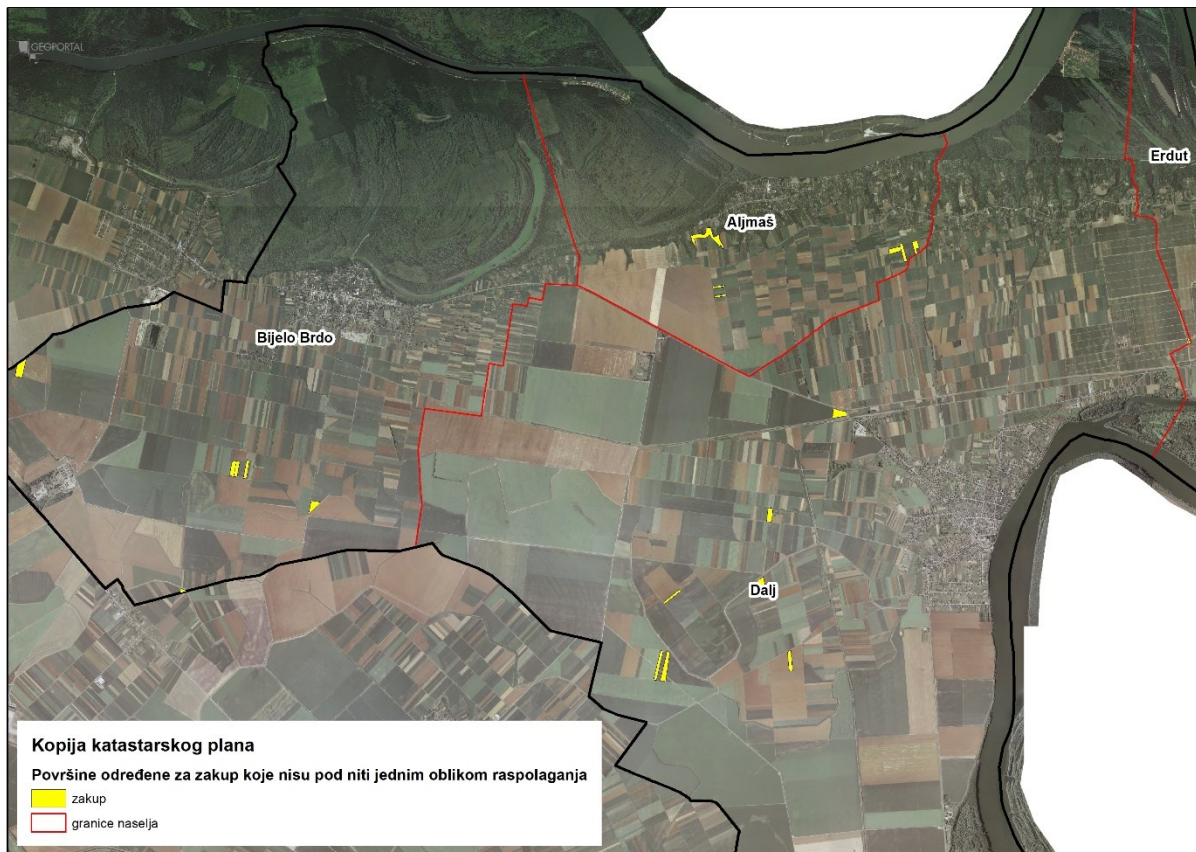 GEOPORTAL
Erdut
Aljmaš
Bijelo Brdo
Dalj
Kopija katastarskog plana
Površine određene za zakup koje nisu pod niti jednim oblikom raspolaganja
zakup
granice naselja